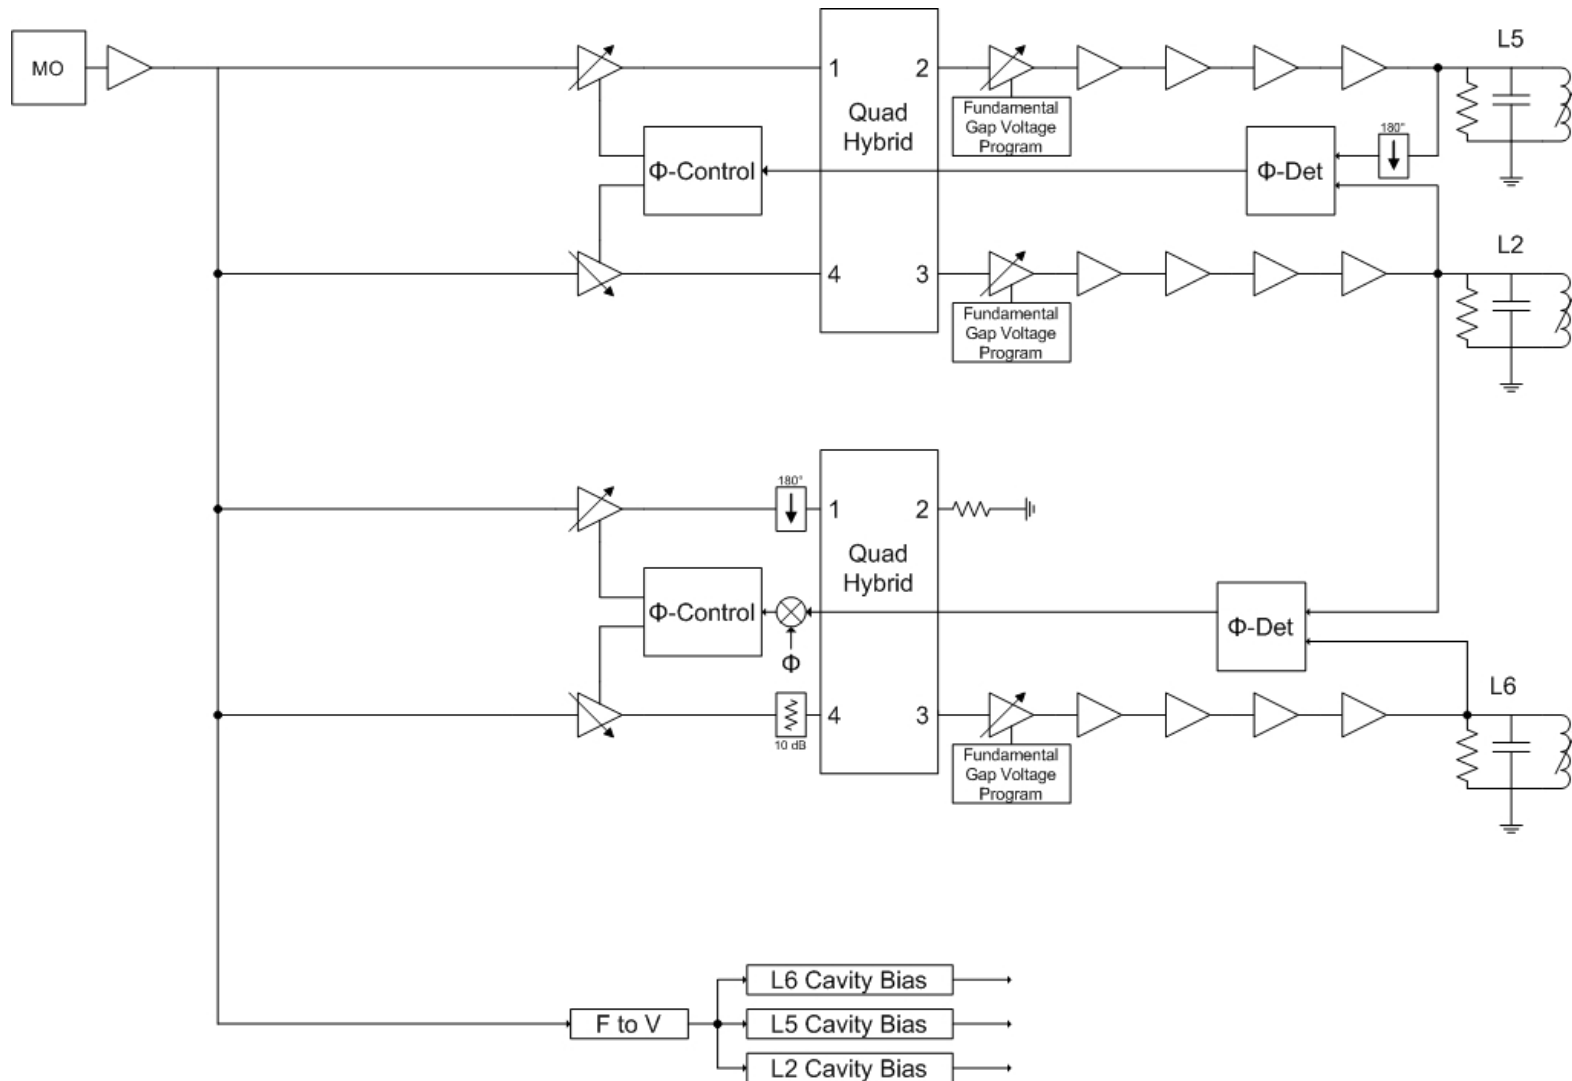 L5
MO
1
2
Fundamental
Gap Voltage
Program
Quad
Hybrid
180°
Φ-Control
Φ-Det
L2
4
3
Fundamental
Gap Voltage
Program
180°
1
2
Quad
Hybrid
Φ-Control
Φ
Φ-Det
L6
4
3
10 dB
Fundamental
Gap Voltage
Program
L6 Cavity Bias
F to V
L5 Cavity Bias
L2 Cavity Bias